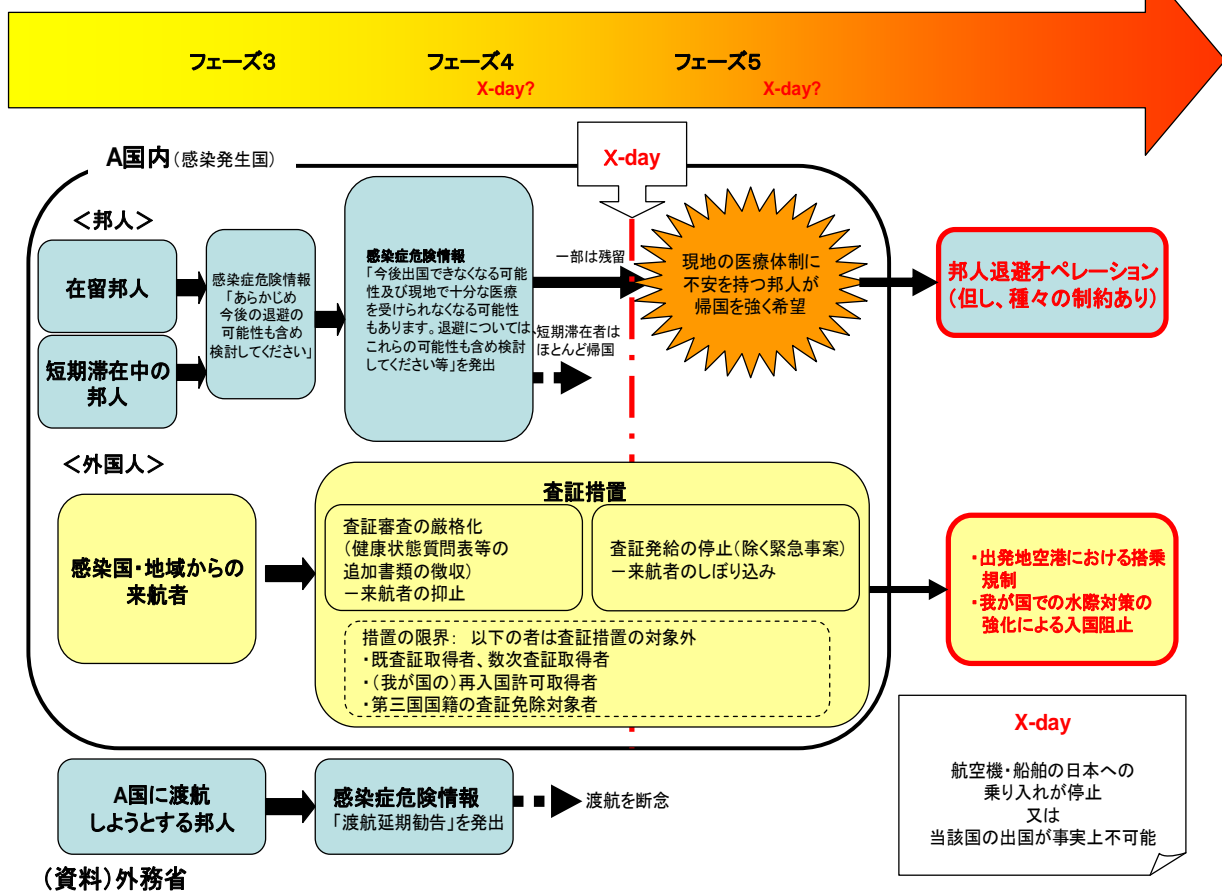 フェーズ3
フェーズ4
フェーズ5
X-day?
X-day?
A国内(感染発生国)
X-day
<邦人>
在留邦人
短期滞在中の
邦人
感染症危険情報
「あらかじめ
今後の退避の
可能性も含め
検討してください」
感染症危険情報
「今後出国できなくなる可能
性及び現地で十分な医療
を受けられなくなる可能性
もあります。退避については、
これらの可能性も含め検討
してください等」を発出
一部は残留
短期滞在者は
ほとんど帰国
現地の医療体制に
不安を持つ邦人が
帰国を強く希望
邦人退避オペレーション
(但し、種々の制約あり)
<外国人>
感染国・地域からの
来航者
査証措置
査証審査の厳格化
(健康状態質問表等の
追加書類の徴収)
-来航者の抑止
査証発給の停止(除く緊急事案)
-来航者のしぼり込み
措置の限界: 以下の者は査証措置の対象外
・既査証取得者、数次査証取得者
・(我が国の)再入国許可取得者
・第三国国籍の査証免除対象者
・出発地空港における搭乗
規制
・我が国での水際対策の
強化による入国阻止
A国に渡航
しようとする邦人
感染症危険情報
「渡航延期勧告」を発出
渡航を断念
X-day
航空機・船舶の日本への
乗り入れが停止
又は
当該国の出国が事実上不可能
(資料)外務省